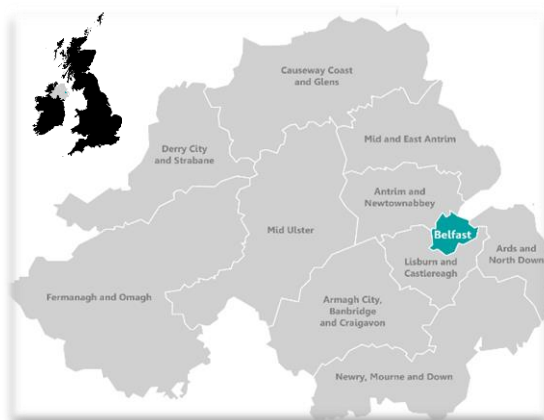 Causeway Coast
and Glens
Mid and East Antrim
Derry City
and Strabane
Antrim and
Newtownabbey
Belfast
Mid Ulster
Ards and
North Down
Lisburn and
Castlereagh
Fermanagh and Omagh
Armagh City,
Banbridge
and Craigavon
Newry, Mourne and Down